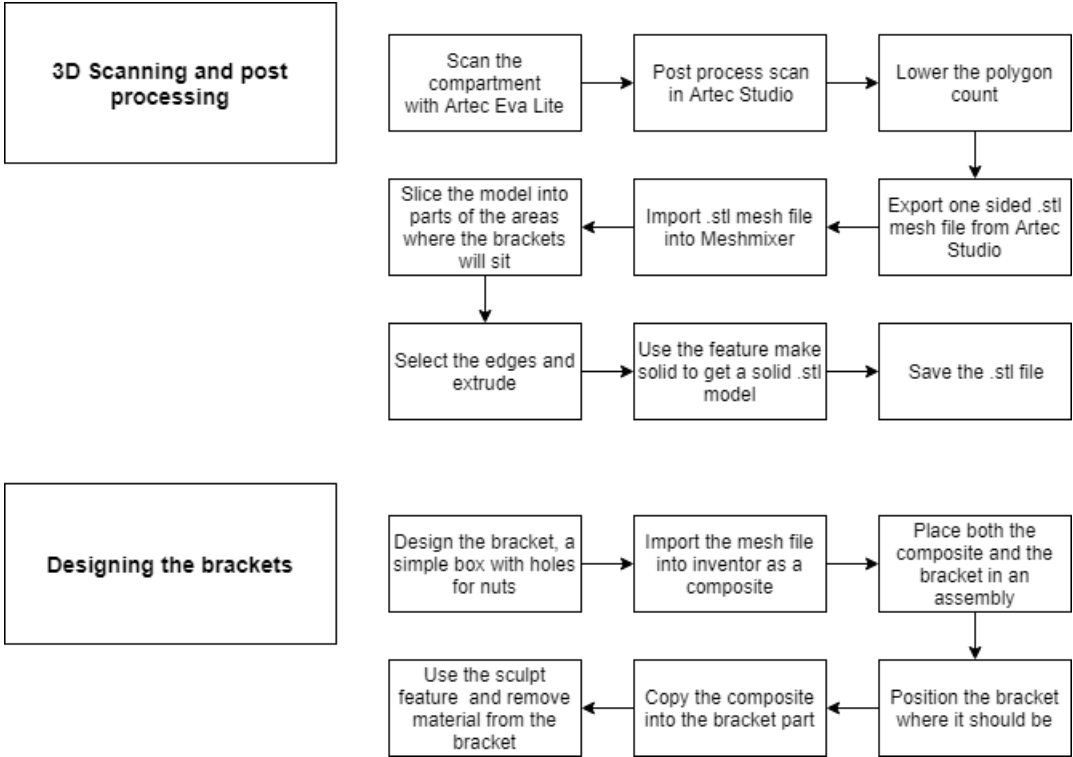 3D Scanning and post
processing
Scan the
compartment
with Artec Eva Lite
Post process scan
in Artec Studio
Lower the polygon
count
Export one sided .stl
mesh file from Artec
Studio
Import .stl mesh file
into Meshmixer
Slice the model into
parts of the areas
where the brackets
will sit
Select the edges and
extrude
Use the feature make
solid to get a solid .stl
model
Save the .stl file
Designing the brackets
Design the bracket, a
simple box with holes
for nuts
Import the mesh file
into inventor as a
composite
Place both the
composite and the
bracket in an
assembly
Position the bracket
where it should be
Copy the composite
into the bracket part
Use the sculpt
feature and remove
material from the
bracket